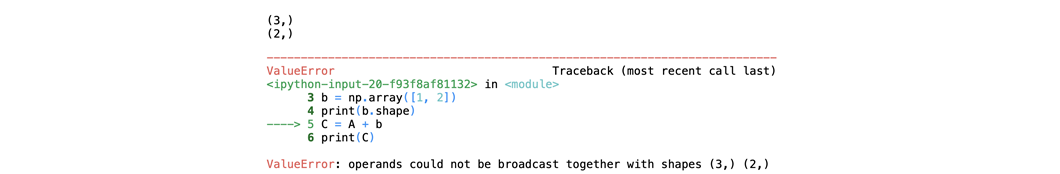 (3,)
(2,)
---------------------------------------------------------------------------
ValueError Traceback (most recent call last)
<ipython-input-20-f93f8af81132> in <module>
3 b = np.array([1, 2])
4 print(b.shape)
----> 5 C = A + b
6 print(C)
ValueError: operands could not be broadcast together with shapes (3,) (2,)